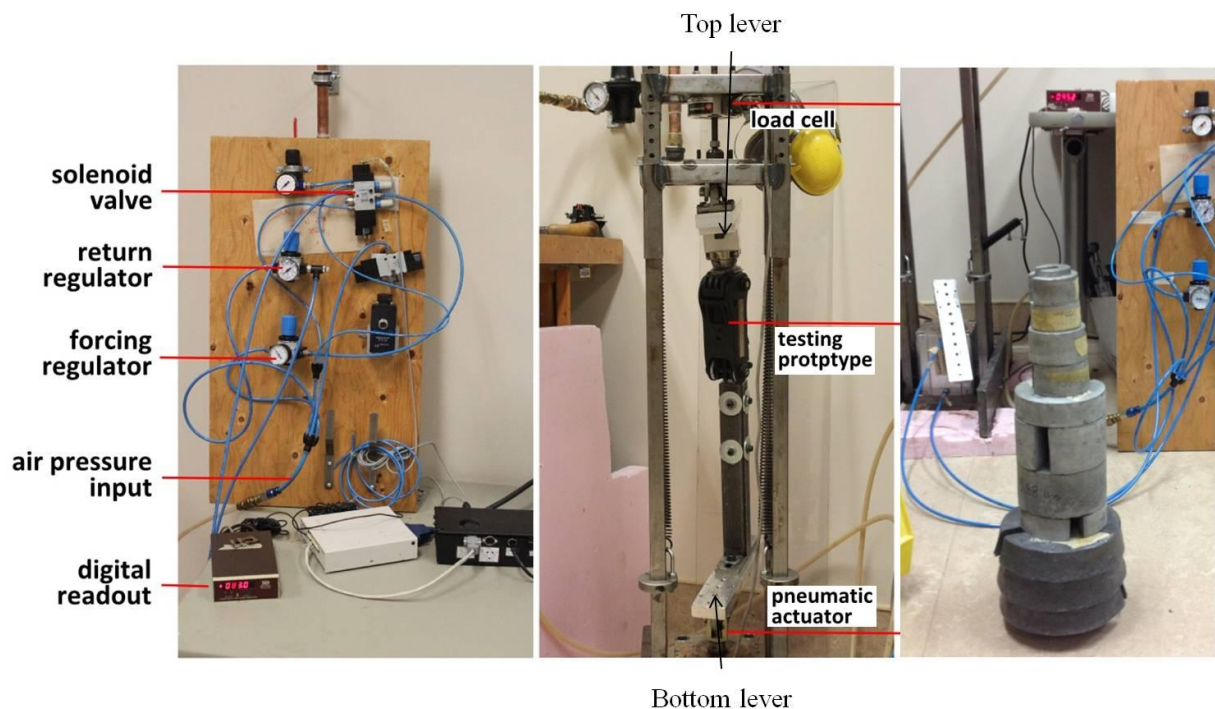 Top lever
load cell
solenoid
valve
return
regulator
forcing
regulator
testing
protptype
air pressure
input
digital
readout
pneumatic
actuator
Bottom lever